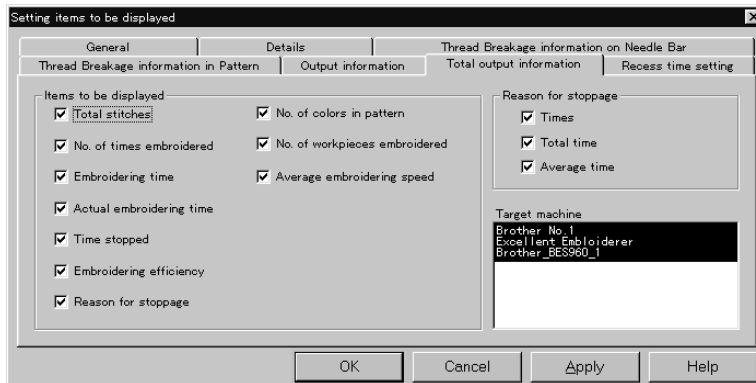 Setting items to be displayed
General
Details
Thread Breakage information on Needle Bar
Thread Breakage information in Pattern
Output information
Total output information
Recess time setting
Items to be displayed
Total stitches
No. of times embroidered
Embroidering time
Actual embroidering time
Time stopped
Embroidering efficiency
Reason for stoppage
No. of colors in pattern
No. of workpieces embroidered
Average embroidering speed
Reason for stoppage
Times
Total time
Average time
Target machine
Brother No.1
Excellent Embloiderer
Brother_BES960_1
OK
Cancel
Apply
Help